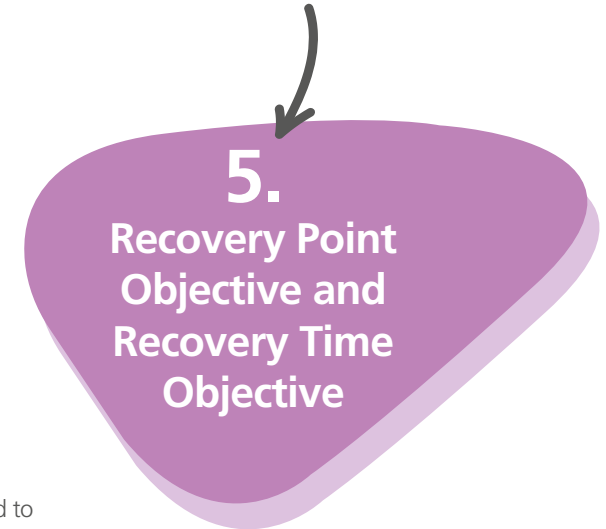 5.
Recovery Point
Objective and
Recovery Time
Objective
d to